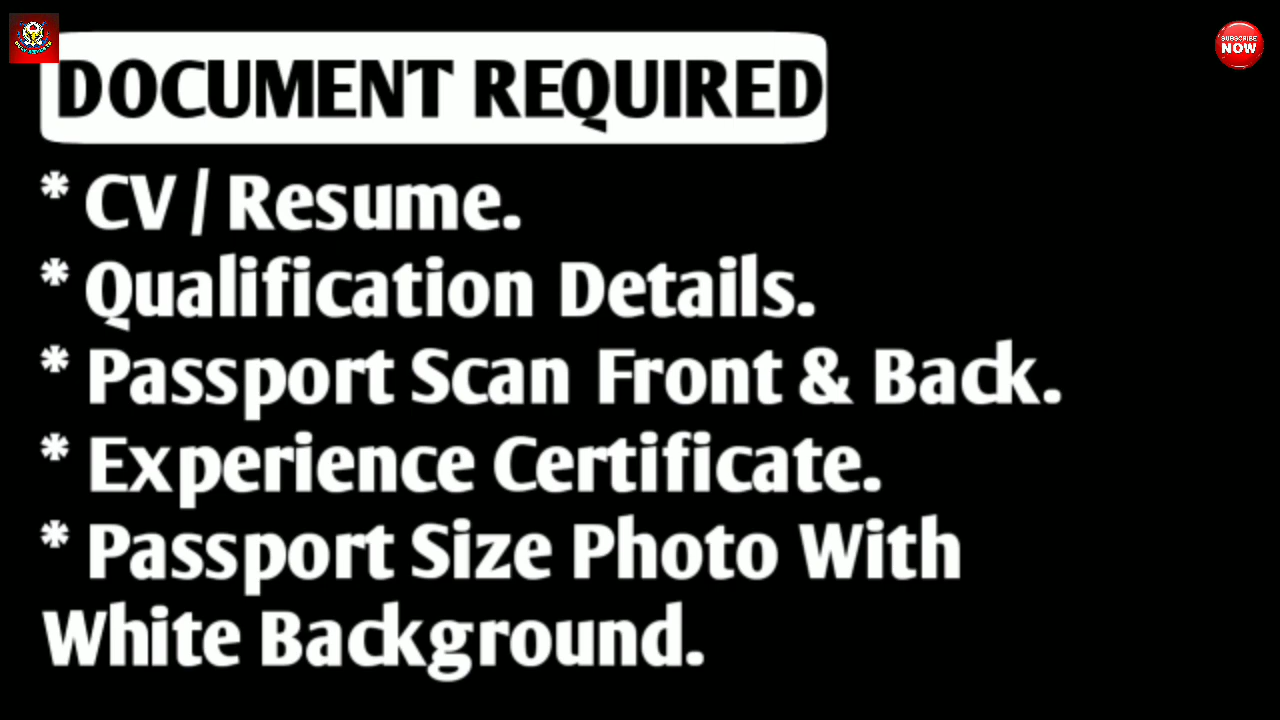 DOCUMENT REQUIRED
SUBSCRIBE
NOW
* CV / Resume.
* Qualification Details.
* Passport Scan Front & Back.
* Experience Certificate.
* Passport Size Photo With
White Background.